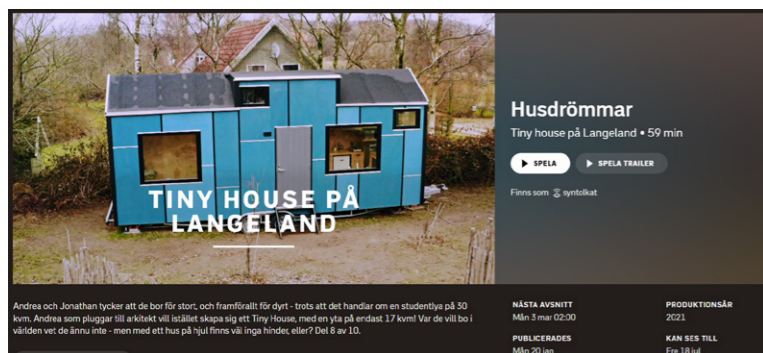 TINY HOUSE PÅ
LANGELAND
Husdrömmar
Tiny house på Langeland • 59 min
SPELA
SPELA TRAILER
Finns som syntolkat
Andrea och Jonathan tycker att de bor för stort, och framförallt för dyrt - trots att det handlar om en studentlya på 30
kvm. Andrea som pluggar till arkitekt vill istället skapa sig ett Tiny House, med en yta på endast 17 kvm! Var de vill bo i
världen vet de ännu inte - men med ett hus på hjul finns väl inga hinder, eller? Del 8 av 10.
NÄSTA AVSNITT
Mån 3 mar 02:00
PRODUKTIONSÅR
2021
PUBLICERADES
Mån 20 jan
KAN SES TILL
Fre 18 jul